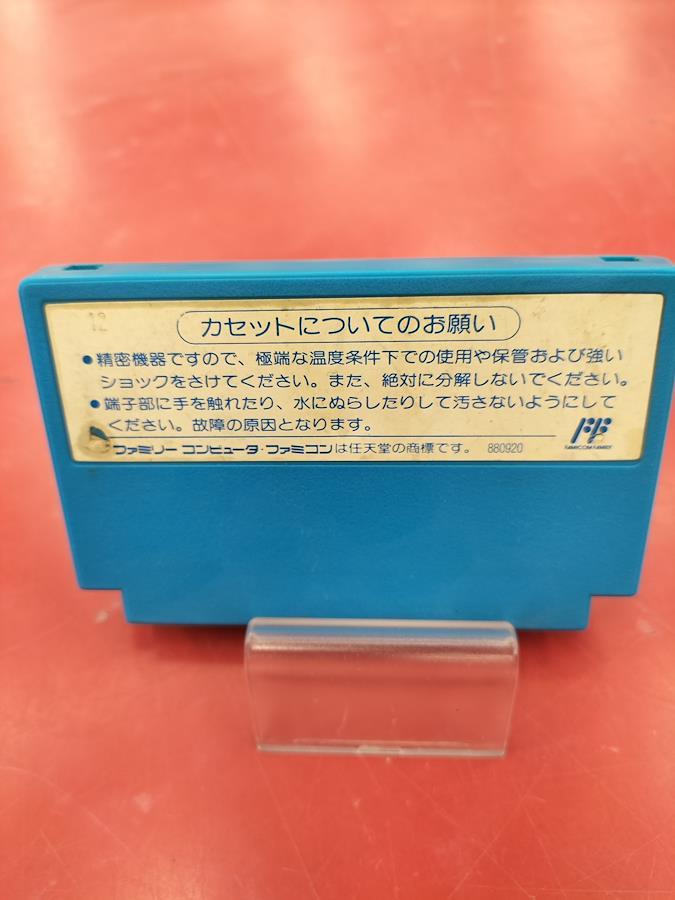 12
カセットについてのお願い
●精密機器ですので、極端な温度条件下での使用や保管および強い
ショックをさけてください。また、絶対に分解しないでください。
●端子部に手を触れたり、水にぬらしたりして汚さないようにして
ください。故障の原因となります。
ファミリー コンピュータ・ファミコンは任天堂の商標です。 880920
FF
FAMICOM FAMILY